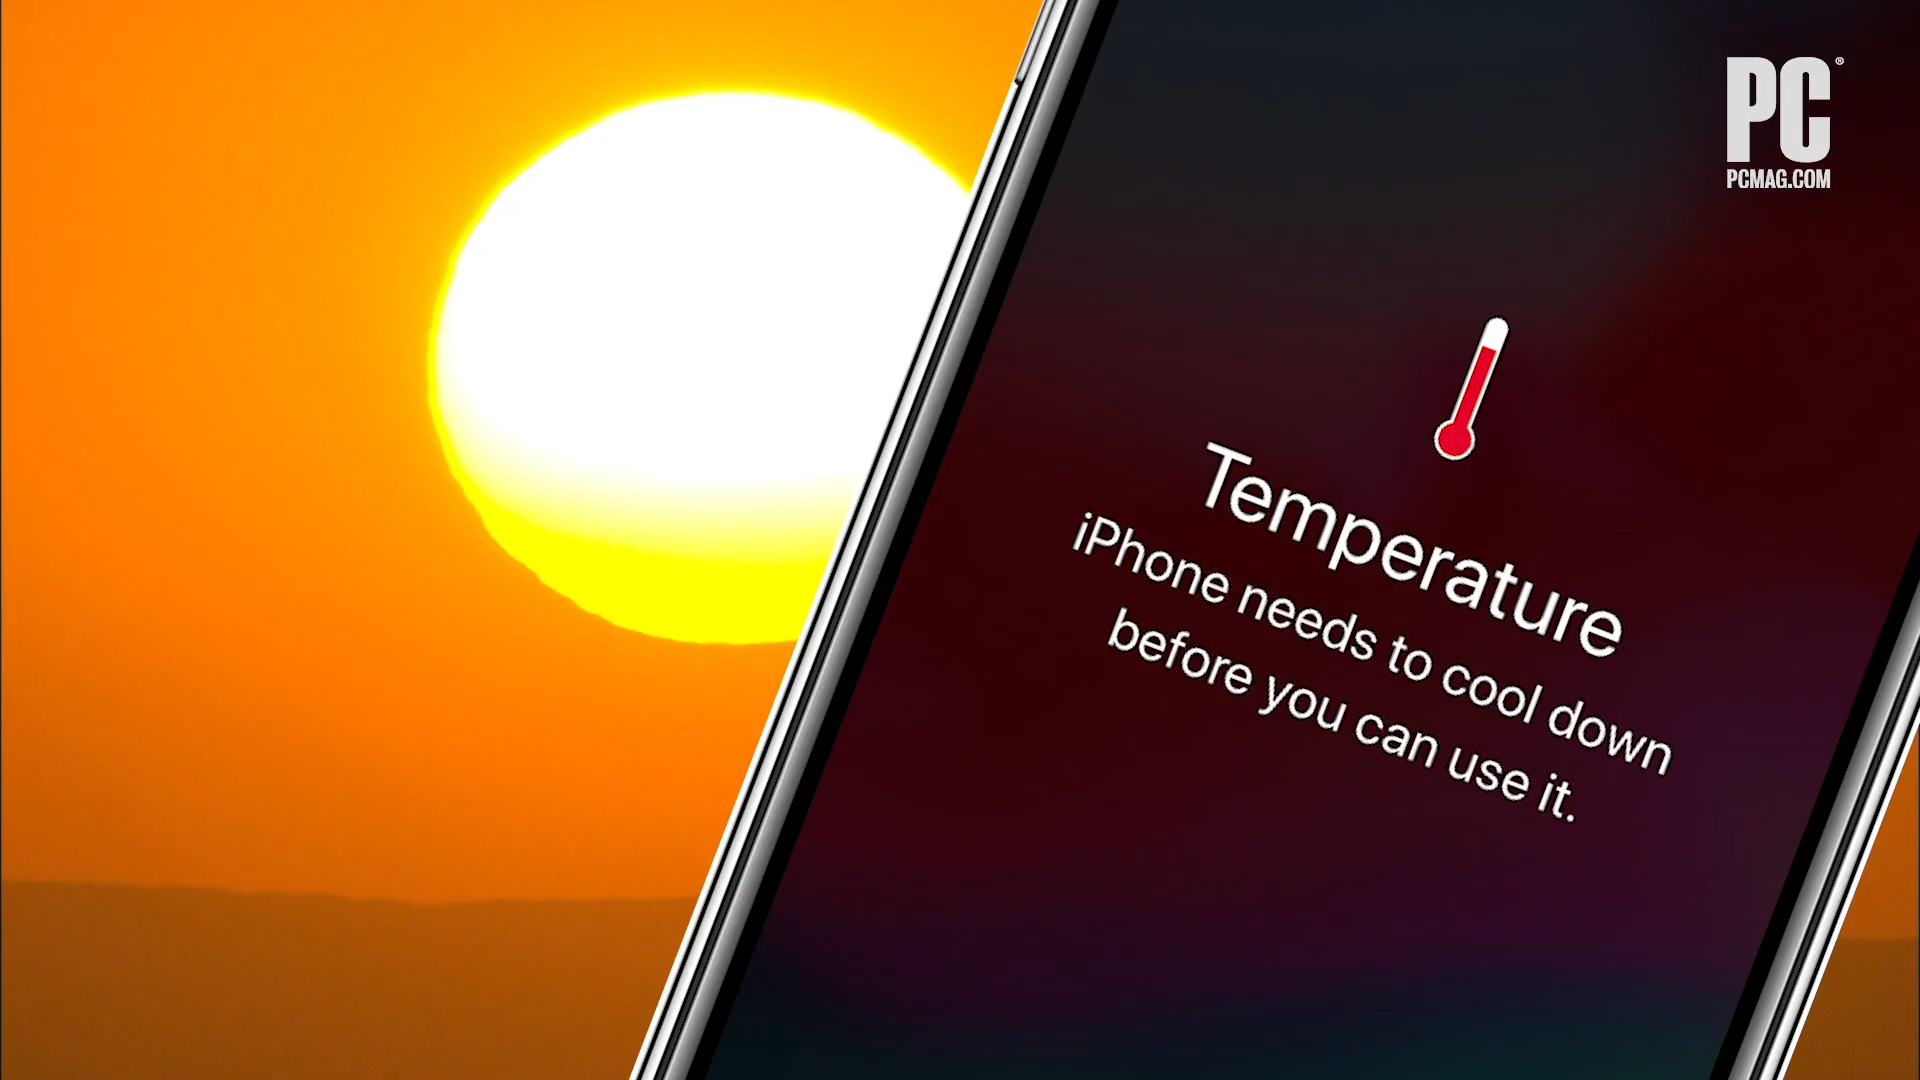 PC®
PCMAG.COM
Temperature
iPhone needs to cool down
before you can use it.